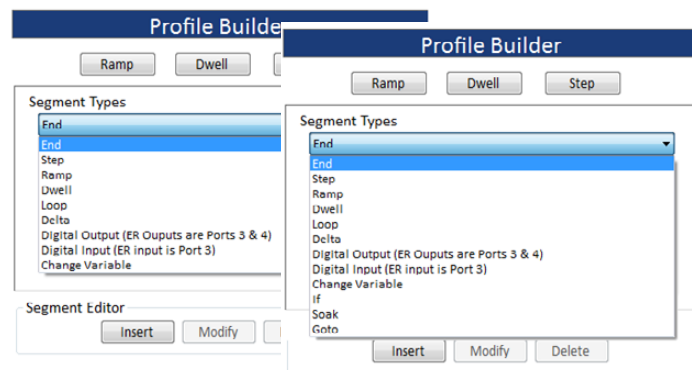 Profile Builde
Ramp
Dwell
Segment Types
End
End
Step
Ramp
Dwell
Loop
Delta
Digital Output (ER Ouputs are Ports 3 & 4)
Digital Input (ER input is Port 3)
Change Variable
Segment Editor
Insert
Modify
Profile Builder
Ramp
Dwell
Step
Segment Types
End
End
Step
Ramp
Dwell
Loop
Delta
Digital Output (ER Ouputs are Ports 3 & 4)
Digital Input (ER input is Port 3)
Change Variable
If
Soak
Goto
Insert
Modify
Delete